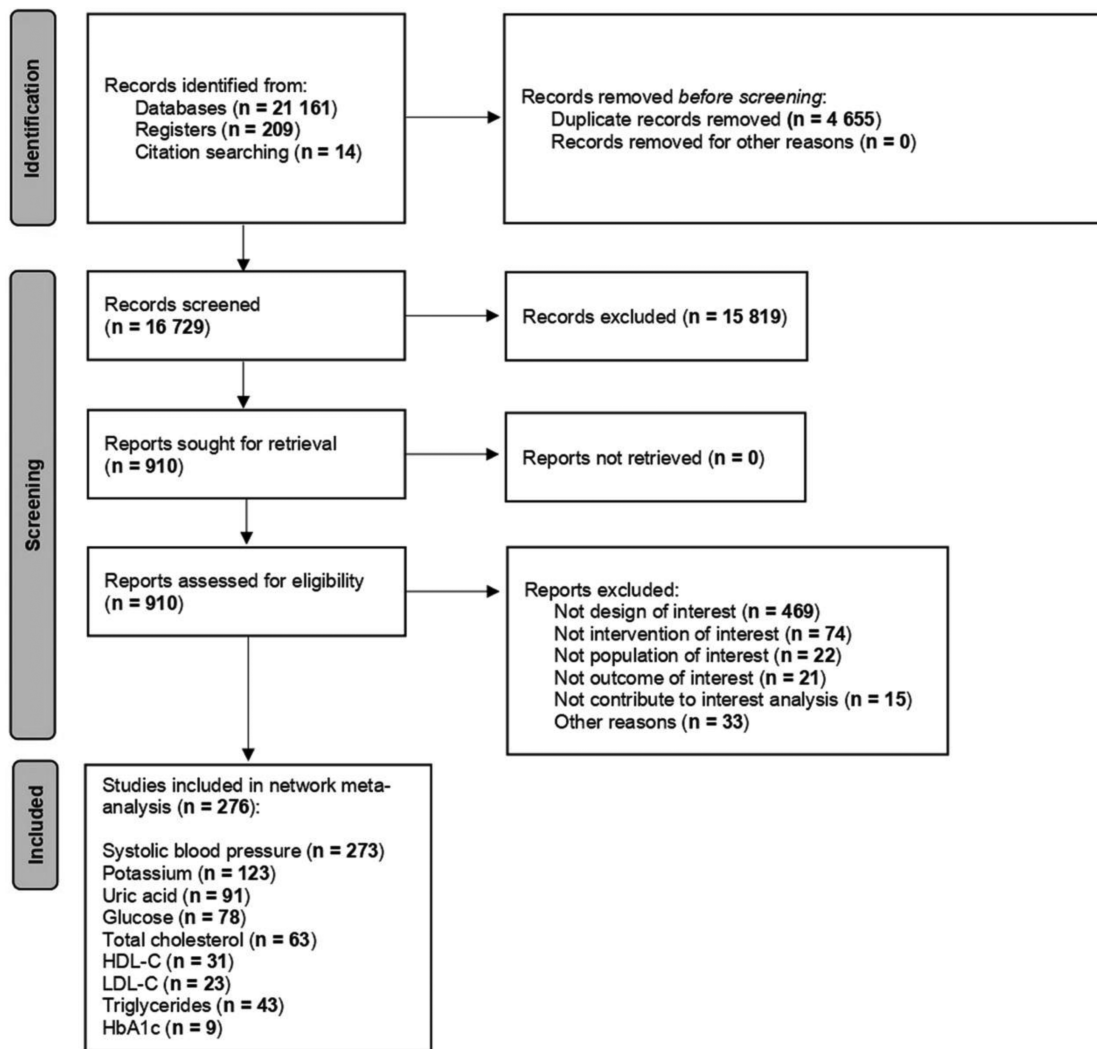 Identification
Records identified from:
Databases (n = 21 161)
Registers (n = 209)
Citation searching (n = 14)
Records removed before screening:
Duplicate records removed (n = 4 655)
Records removed for other reasons (n = 0)
Screening
Records screened
(n = 16 729)
Records excluded (n = 15 819)
Reports sought for retrieval
(n = 910)
Reports not retrieved (n = 0)
Reports assessed for eligibility
(n = 910)
Reports excluded:
Not design of interest (n = 469)
Not intervention of interest (n = 74)
Not population of interest (n = 22)
Not outcome of interest (n = 21)
Not contribute to interest analysis (n = 15)
Other reasons (n = 33)
Included
Studies included in network meta-
analysis (n = 276):
Systolic blood pressure (n = 273)
Potassium (n = 123)
Uric acid (n = 91)
Glucose (n = 78)
Total cholesterol (n = 63)
HDL-C (n = 31)
LDL-C (n = 23)
Triglycerides (n = 43)
HbA1c (n = 9)